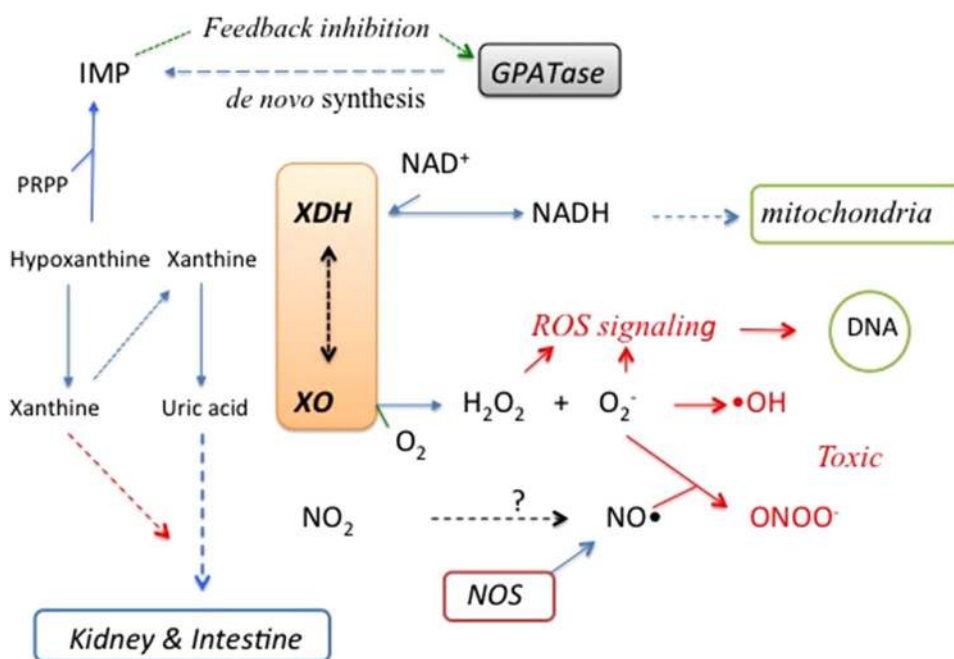 Feedback inhibition
IMP
GPATase
de novo synthesis
NAD⁺
PRPP
XDH
NADH
mitochondria
Hypoxanthine
Xanthine
ROS signaling
DNA
Xanthine
Uric acid
XO
H₂O₂ + O₂⁻
•OH
O₂
Toxic
?
NO₂
NO•
ONOO⁻
NOS
Kidney & Intestine